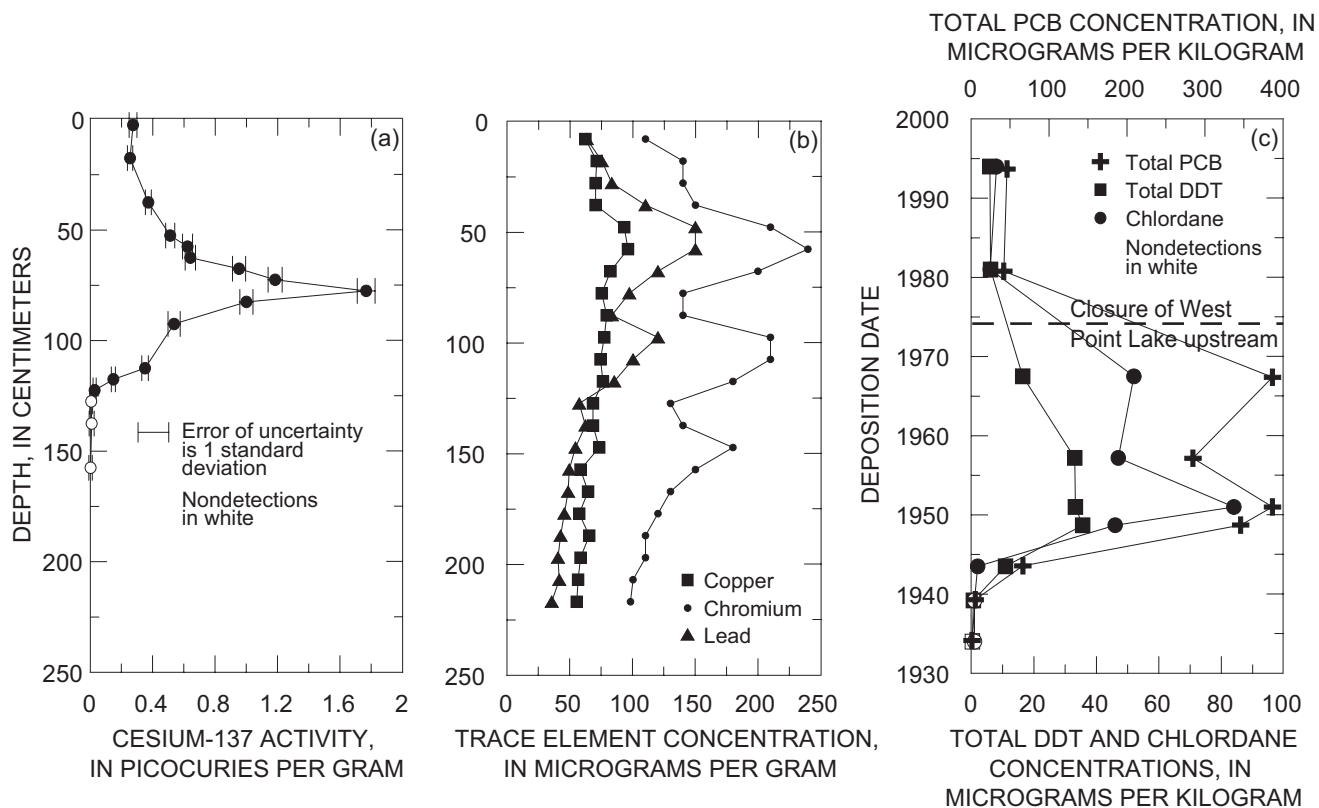 TOTAL PCB CONCENTRATION, IN
MICROGRAMS PER KILOGRAM
0 100 200 300 400
0
50
100
150
200
250
DEPTH, IN CENTIMETERS
(a)
Error of uncertainty
is 1 standard
deviation
Nondetections
in white
0 0.4 0.8 1.2 1.6 2
CESIUM-137 ACTIVITY,
IN PICOCURIES PER GRAM
0
50
100
150
200
250
(b)
Copper
Chromium
Lead
0 50 100 150 200 250
TRACE ELEMENT CONCENTRATION,
IN MICROGRAMS PER GRAM
2000
1990
1980
1970
1960
1950
1940
1930
DEPOSITION DATE
(c)
Total PCB
Total DDT
Chlordane
Nondetections
in white
Closure of West
Point Lake upstream
0 20 40 60 80 100
TOTAL DDT AND CHLORDANE
CONCENTRATIONS, IN
MICROGRAMS PER KILOGRAM